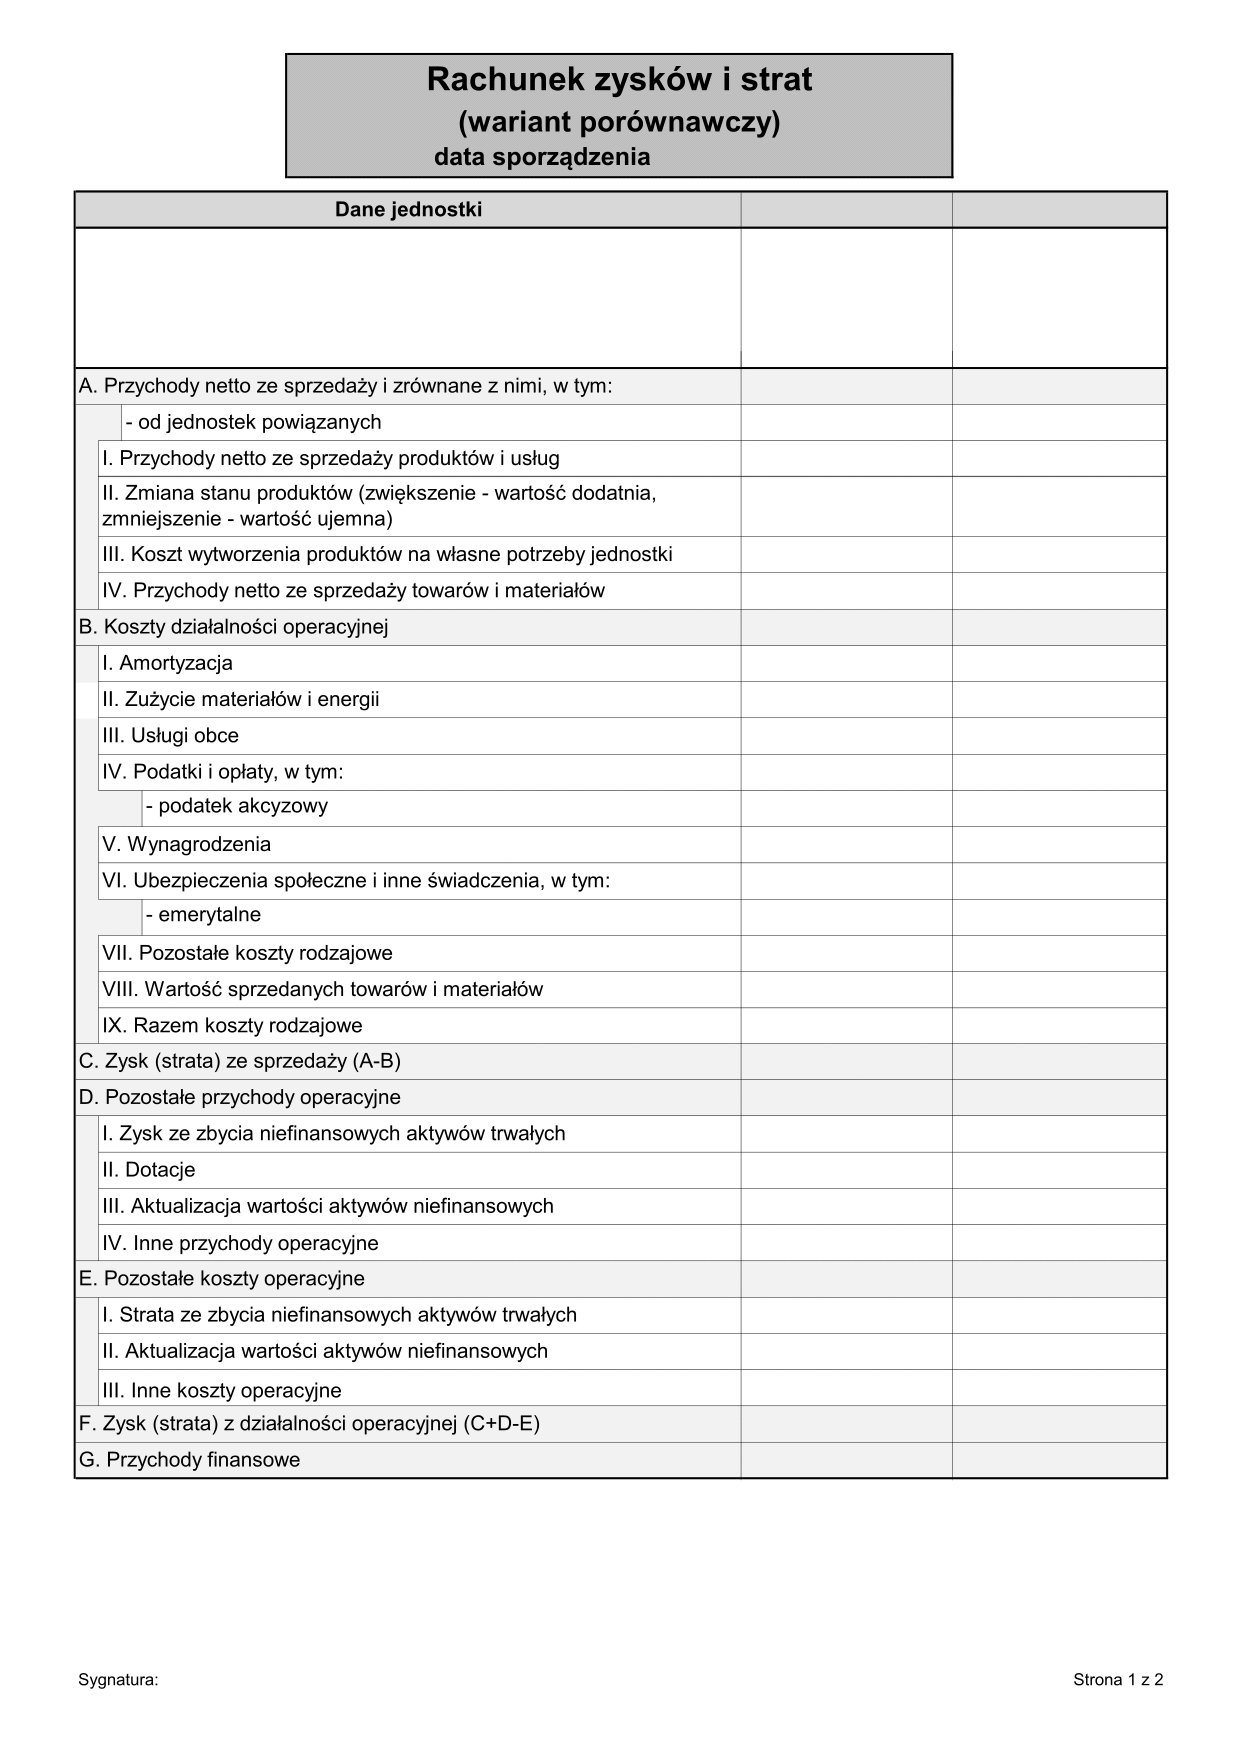 Rachunek zysków i strat
(wariant porównawczy)
data sporządzenia
Dane jednostki
A. Przychody netto ze sprzedaży i zrównane z nimi, w tym:
- od jednostek powiązanych
I. Przychody netto ze sprzedaży produktów i usług
II. Zmiana stanu produktów (zwiększenie - wartość dodatnia,
zmniejszenie - wartość ujemna)
III. Koszt wytworzenia produktów na własne potrzeby jednostki
IV. Przychody netto ze sprzedaży towarów i materiałów
B. Koszty działalności operacyjnej
I. Amortyzacja
II. Zużycie materiałów i energii
III. Usługi obce
IV. Podatki i opłaty, w tym:
- podatek akcyzowy
V. Wynagrodzenia
VI. Ubezpieczenia społeczne i inne świadczenia, w tym:
- emerytalne
VII. Pozostałe koszty rodzajowe
VIII. Wartość sprzedanych towarów i materiałów
IX. Razem koszty rodzajowe
C. Zysk (strata) ze sprzedaży (A-B)
D. Pozostałe przychody operacyjne
I. Zysk ze zbycia niefinansowych aktywów trwałych
II. Dotacje
III. Aktualizacja wartości aktywów niefinansowych
IV. Inne przychody operacyjne
E. Pozostałe koszty operacyjne
I. Strata ze zbycia niefinansowych aktywów trwałych
II. Aktualizacja wartości aktywów niefinansowych
III. Inne koszty operacyjne
F. Zysk (strata) z działalności operacyjnej (C+D-E)
G. Przychody finansowe
Sygnatura:
Strona 1 z 2